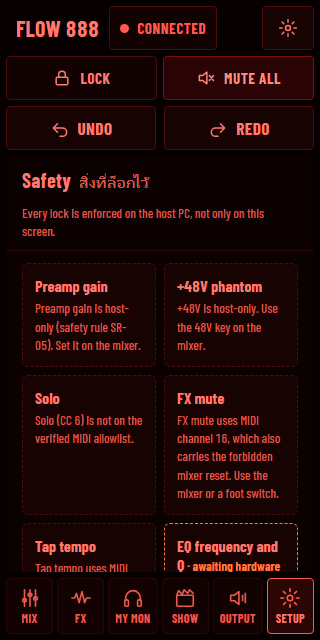 FLOW 888
CONNECTED
LOCK
MUTE ALL
UNDO
REDO
Safety สิ่งที่ล็อกไว้
Every lock is enforced on the host PC, not only on this
screen.
Preamp gain
Preamp gain is host-
only (safety rule SR-
05). Set it on the mixer.
+48V phantom
+48V is host-only. Use
the 48V key on the
mixer.
Solo
Solo (CC 6) is not on the
verified MIDI allowlist.
FX mute
FX mute uses MIDI
channel 16, which also
carries the forbidden
mixer reset. Use the
mixer or a foot switch.
Tap tempo
Tap tempo uses MIDI
EQ frequency and
Q · awaiting hardware
MIX
FX
MY MON
SHOW
OUTPUT
SETUP